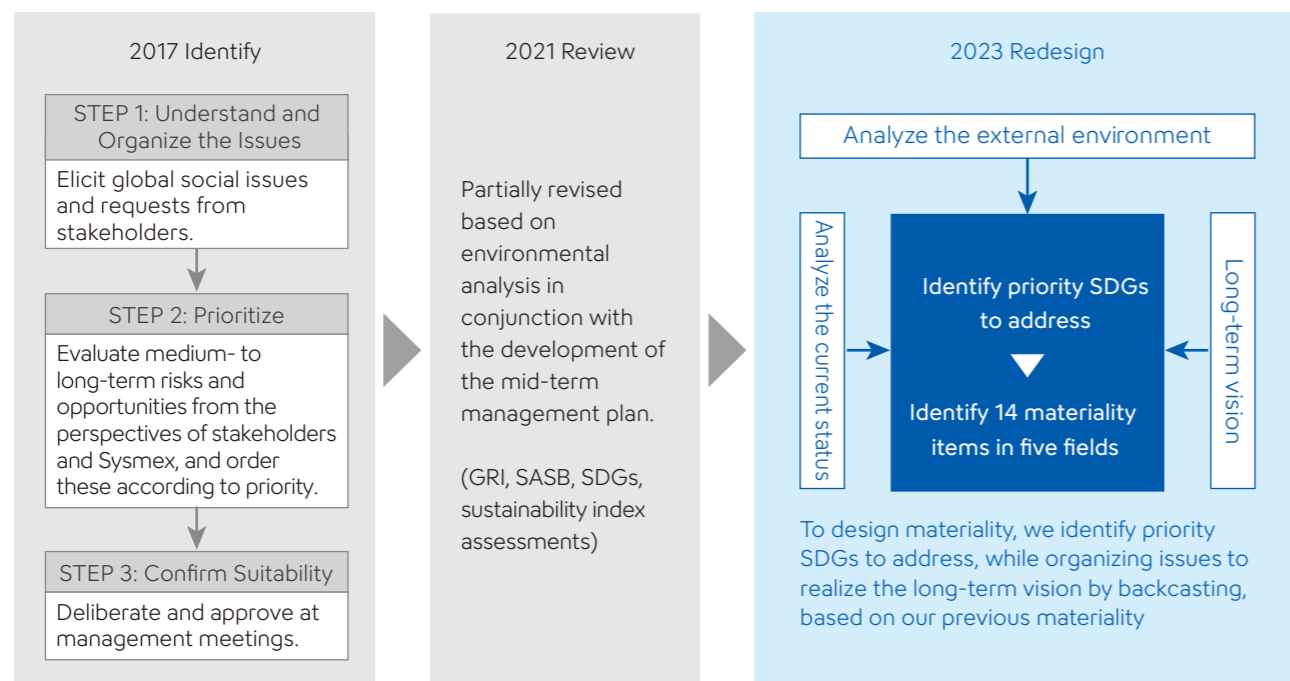 2017 Identify
STEP 1: Understand and
Organize the Issues
Elicit global social issues
and requests from
stakeholders.
STEP 2: Prioritize
Evaluate medium- to
long-term risks and
opportunities from the
perspectives of stakeholders
and Sysmex, and order
these according to priority.
STEP 3: Confirm Suitability
Deliberate and approve at
management meetings.
2021 Review
Partially revised
based on
environmental
analysis in
conjunction with
the development of
the mid-term
management plan.
(GRI, SASB, SDGs,
sustainability index
assessments)
2023 Redesign
Analyze the external environment
Analyze the current status
Identify priority SDGs
to address
Identify 14 materiality
items in five fields
Long-term vision
To design materiality, we identify priority
SDGs to address, while organizing issues to
realize the long-term vision by backcasting,
based on our previous materiality